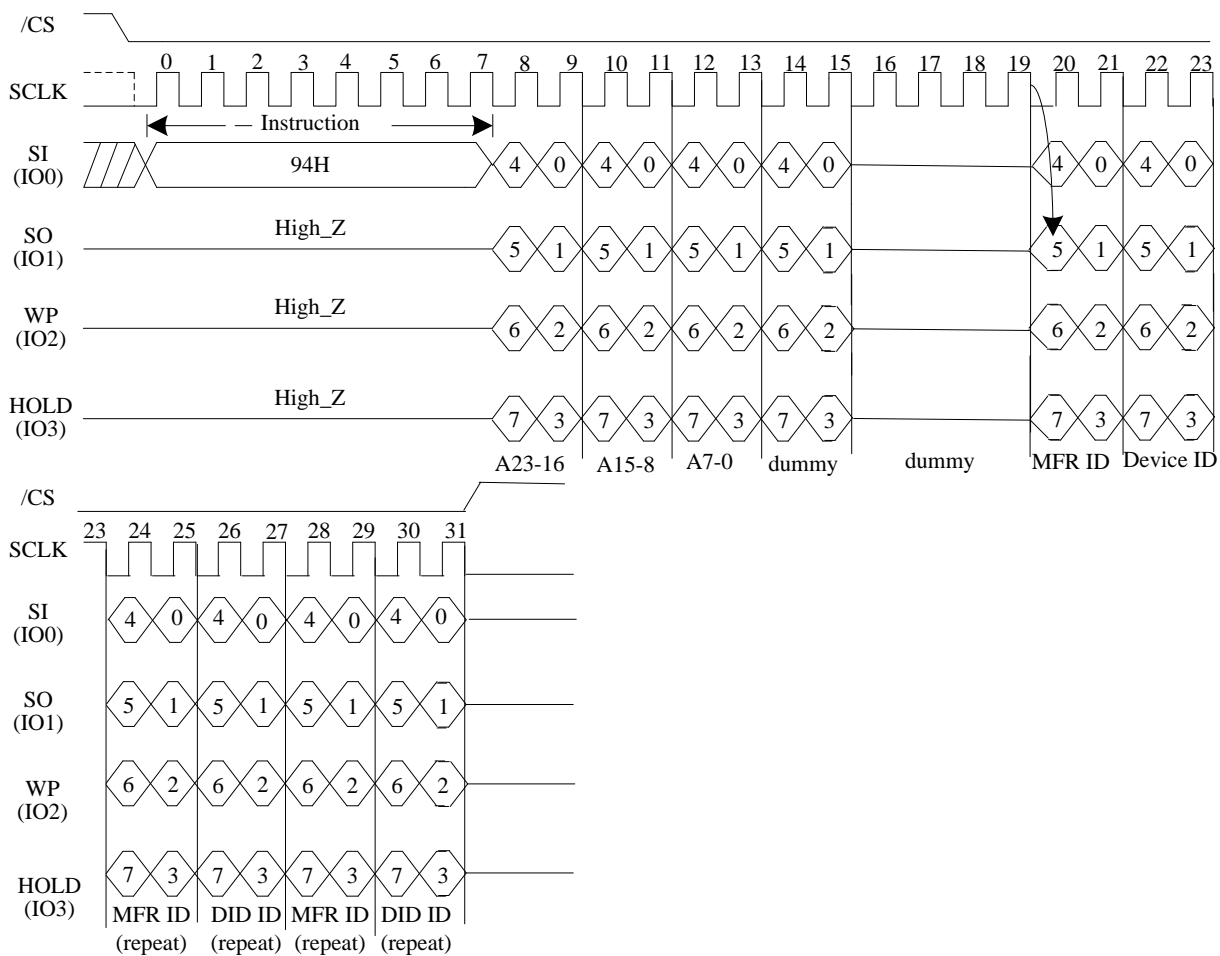 /CS
0 1 2 3 4 5 6 7 8 9 10 11 12 13 14 15 16 17 18 19 20 21 22 23
SCLK
Instruction
SI
(IO0)
94H 4 0 4 0 4 0 4 0 4 0 4 0
SO
(IO1)
High_Z 5 1 5 1 5 1 5 1 5 1 5 1
WP
(IO2)
High_Z 6 2 6 2 6 2 6 2 6 2 6 2
HOLD
(IO3)
High_Z 7 3 7 3 7 3 7 3 7 3 7 3
A23-16 A15-8 A7-0 dummy dummy MFR ID Device ID
/CS
23 24 25 26 27 28 29 30 31
SCLK
SI
(IO0)
4 0 4 0 4 0 4 0
SO
(IO1)
5 1 5 1 5 1 5 1
WP
(IO2)
6 2 6 2 6 2 6 2
HOLD
(IO3)
7 3 7 3 7 3 7 3
MFR ID DID ID MFR ID DID ID
(repeat) (repeat) (repeat) (repeat)